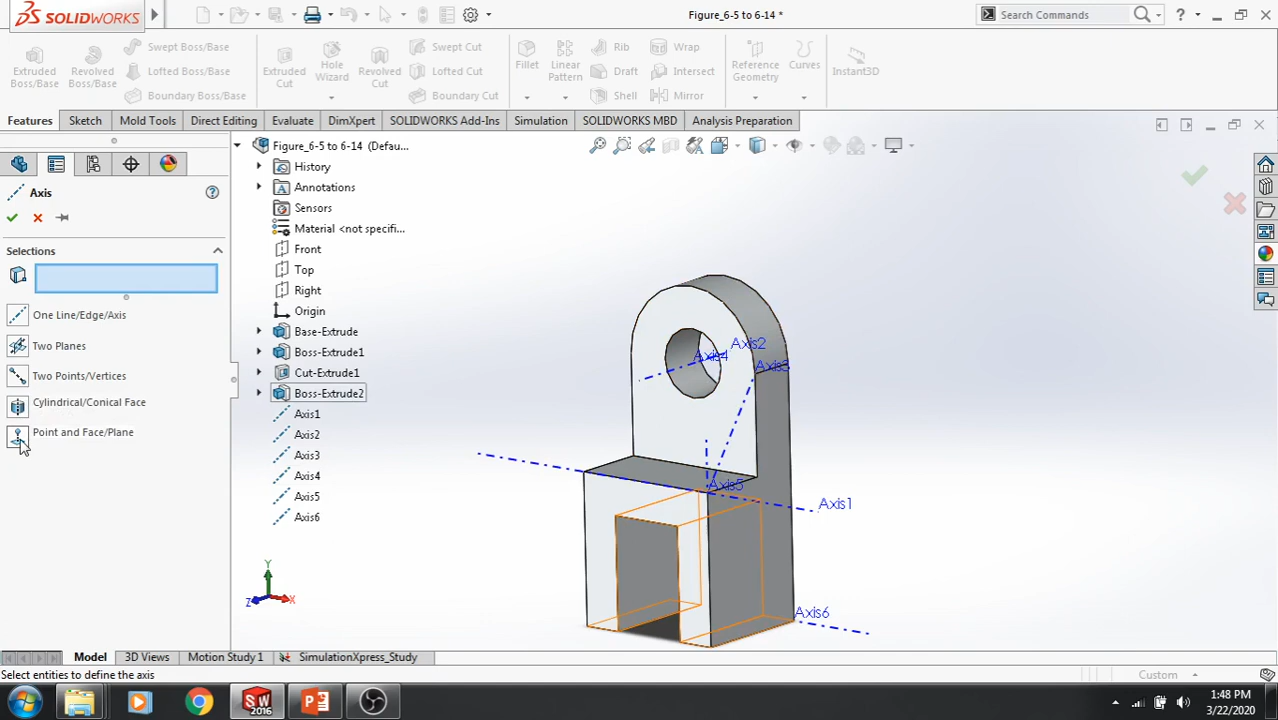 SOLIDWORKS
Figure_6-5 to 6-14 *
Search Commands
Extruded Boss/Base
Revolved Boss/Base
Swept Boss/Base
Lofted Boss/Base
Boundary Boss/Base
Extruded Cut
Hole Wizard
Revolved Cut
Swept Cut
Lofted Cut
Boundary Cut
Fillet
Linear Pattern
Rib
Draft
Shell
Wrap
Intersect
Mirror
Reference Geometry
Curves
Instant3D
Features
Sketch
Mold Tools
Direct Editing
Evaluate
DimXpert
SOLIDWORKS Add-Ins
Simulation
SOLIDWORKS MBD
Analysis Preparation
Axis
Selections
One Line/Edge/Axis
Two Planes
Two Points/Vertices
Cylindrical/Conical Face
Point and Face/Plane
Figure_6-5 to 6-14 (Defau...
History
Annotations
Sensors
Material <not specifi...
Front
Top
Right
Origin
Base-Extrude
Boss-Extrude1
Cut-Extrude1
Boss-Extrude2
Axis1
Axis2
Axis3
Axis4
Axis5
Axis6
Axis2
Axis4
Axis3
Axis5
Axis1
Axis6
Y
Z
X
Model
3D Views
Motion Study 1
SimulationXpress_Study
Select entities to define the axis
Custom
SW
2016
1:48 PM
3/22/2020